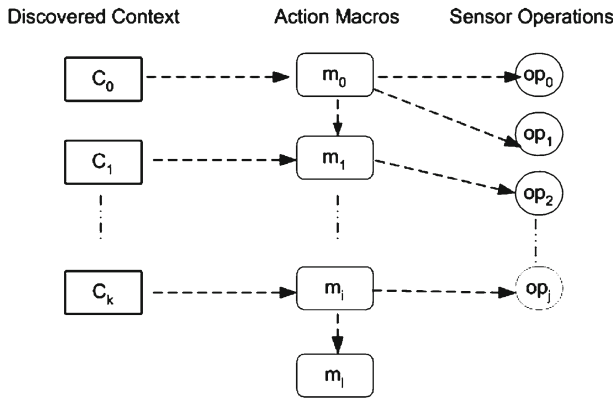 Discovered Context Action Macros Sensor Operations
C0 m0 op0
op1
C1 m1
op2
Ck mi opj
ml